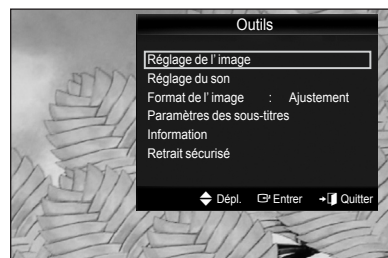 Outils
Réglage de l' image
Réglage du son
Format de l' image : Ajustement
Paramètres des sous-titres
Information
Retrait sécurisé
Dépl. Entrer Quitter